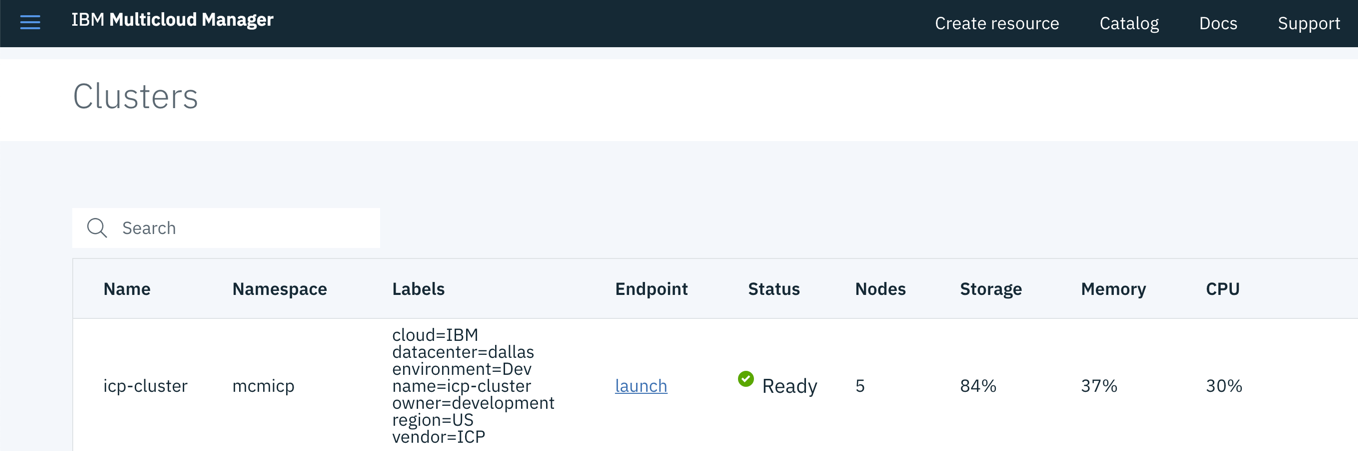 IBM Multicloud Manager Create resource Catalog Docs Support
Clusters
Search
Name Namespace Labels Endpoint Status Nodes Storage Memory CPU
cloud=IBM
datacenter=dallas
environment=Dev
icp-cluster mcmicp name=icp-cluster launch Ready 5 84% 37% 30%
owner=development
region=US
vendor=ICP